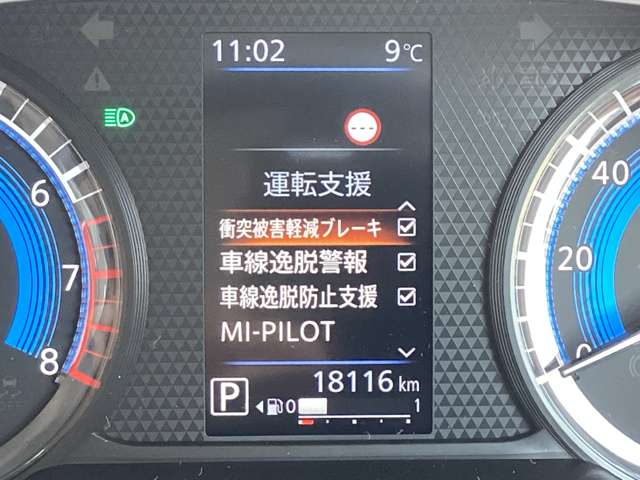 11:02 9℃
A
---
運転支援
衝突被害軽減ブレーキ
車線逸脱警報
車線逸脱防止支援
MI-PILOT
18116 km
P 0 1
6
7
8
40
20
0